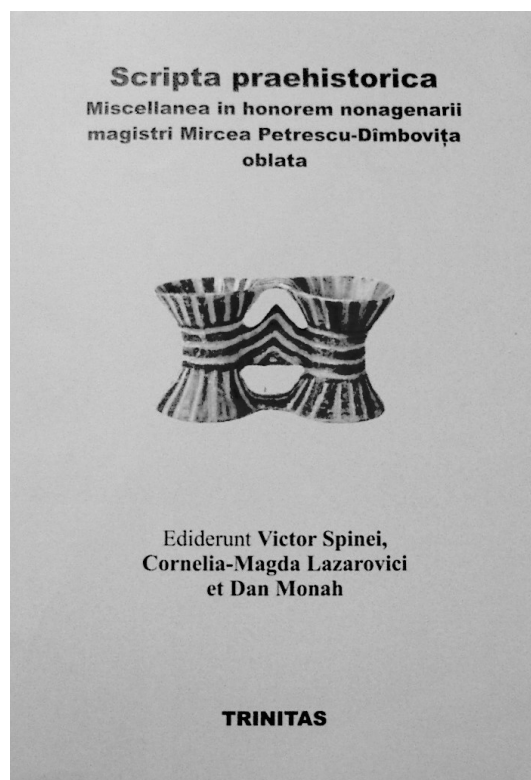 Scripta praehistorica
Miscellanea in honorem nonagenarii
magistri Mircea Petrescu-Dîmbovița
oblata
Ediderunt Victor Spinei,
Cornelia-Magda Lazarovici
et Dan Monah
TRINITAS